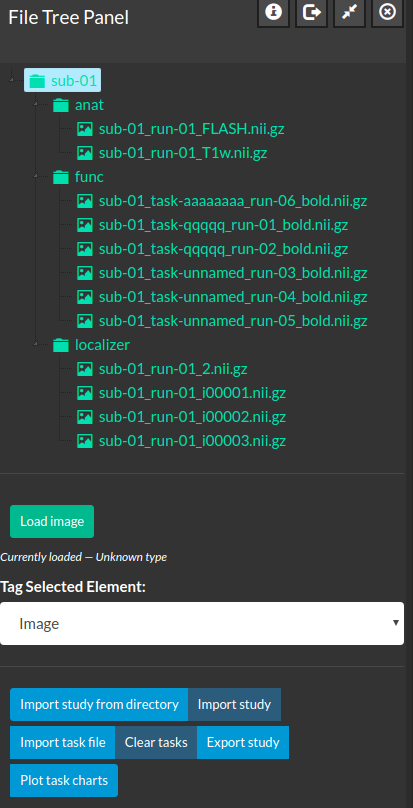 File Tree Panel
sub-01
anat
sub-01_run-01_FLASH.nii.gz
sub-01_run-01_T1w.nii.gz
func
sub-01_task-aaaaaaaa_run-06_bold.nii.gz
sub-01_task-qqqqq_run-01_bold.nii.gz
sub-01_task-qqqqq_run-02_bold.nii.gz
sub-01_task-unnamed_run-03_bold.nii.gz
sub-01_task-unnamed_run-04_bold.nii.gz
sub-01_task-unnamed_run-05_bold.nii.gz
localizer
sub-01_run-01_2.nii.gz
sub-01_run-01_i00001.nii.gz
sub-01_run-01_i00002.nii.gz
sub-01_run-01_i00003.nii.gz
Load image
Currently loaded — Unknown type
Tag Selected Element:
Image
Import study from directory Import study
Import task file Clear tasks Export study
Plot task charts